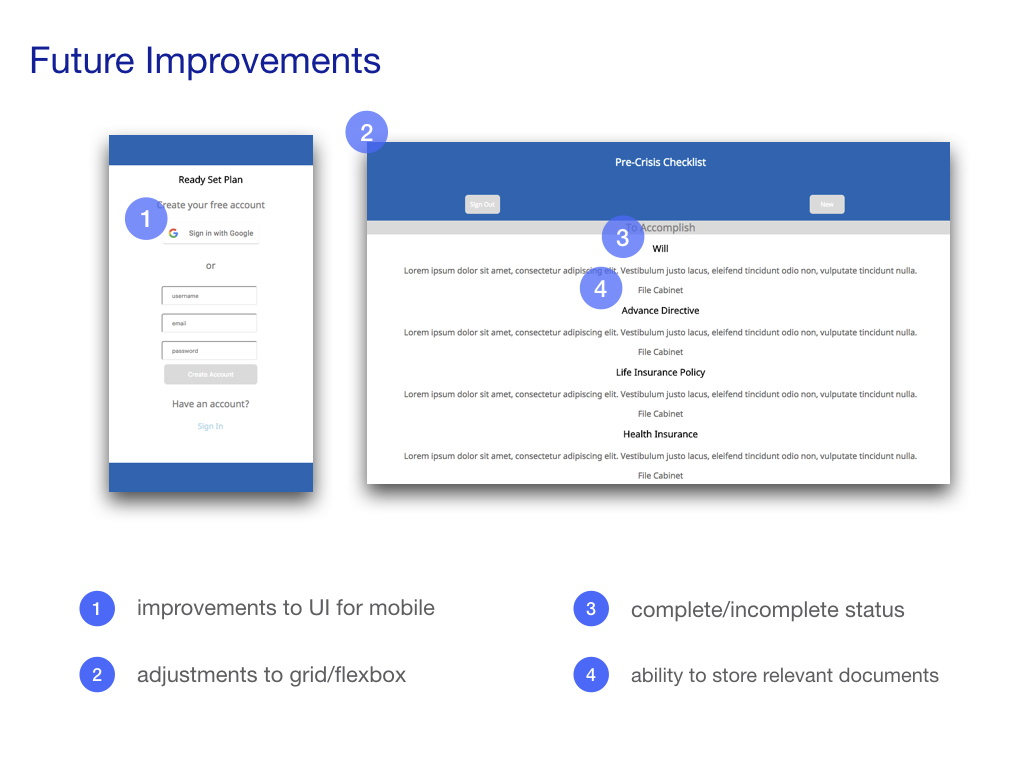 Future Improvements
Ready Set Plan
Create your free account
1
Sign in with Google
or
username
email
password
Create Account
Have an account?
Sign In
2
Pre-Crisis Checklist
Sign Out
New
3
To Accomplish
Will
Lorem ipsum dolor sit amet, consectetur adipiscing elit. Vestibulum justo lacus, eleifend tincidunt odio non, vulputate tincidunt nulla.
4
File Cabinet
Advance Directive
Lorem ipsum dolor sit amet, consectetur adipiscing elit. Vestibulum justo lacus, eleifend tincidunt odio non, vulputate tincidunt nulla.
File Cabinet
Life Insurance Policy
Lorem ipsum dolor sit amet, consectetur adipiscing elit. Vestibulum justo lacus, eleifend tincidunt odio non, vulputate tincidunt nulla.
File Cabinet
Health Insurance
Lorem ipsum dolor sit amet, consectetur adipiscing elit. Vestibulum justo lacus, eleifend tincidunt odio non, vulputate tincidunt nulla.
File Cabinet
1 improvements to UI for mobile
2 adjustments to grid/flexbox
3 complete/incomplete status
4 ability to store relevant documents